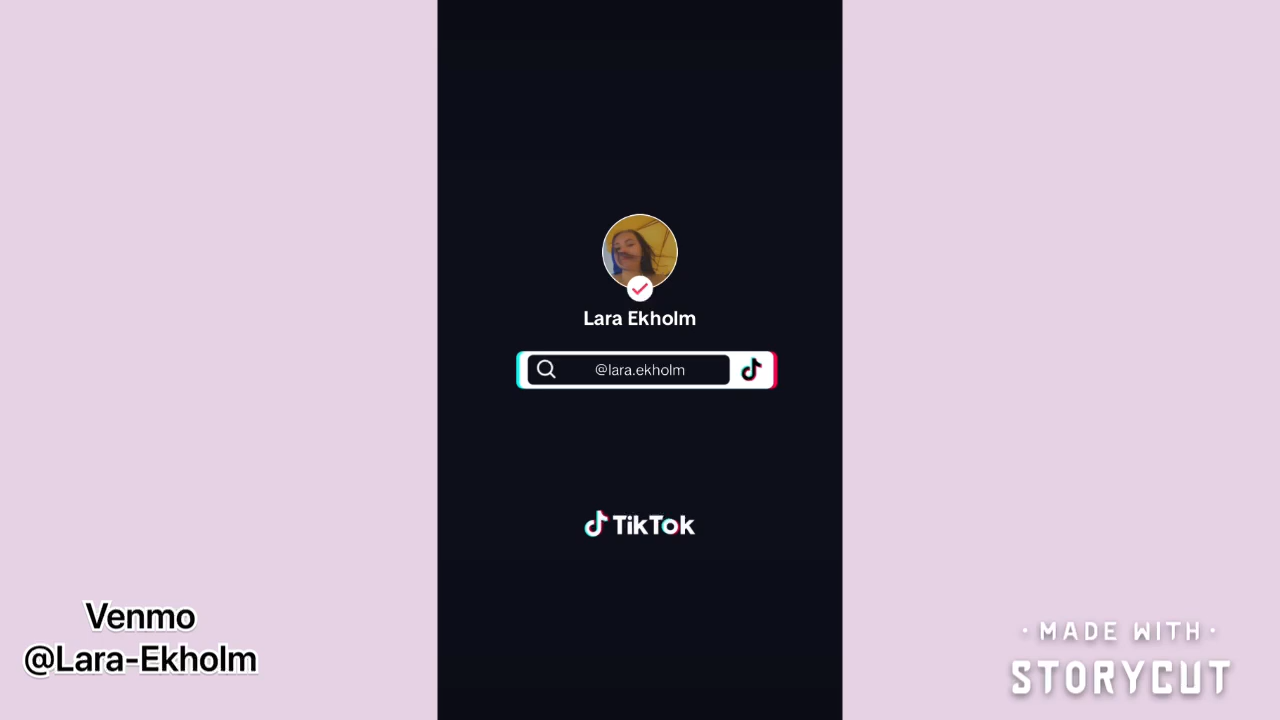 Lara Ekholm
@lara.ekholm
TikTok
Venmo
@Lara-Ekholm
· MADE WITH ·
STORYCUT